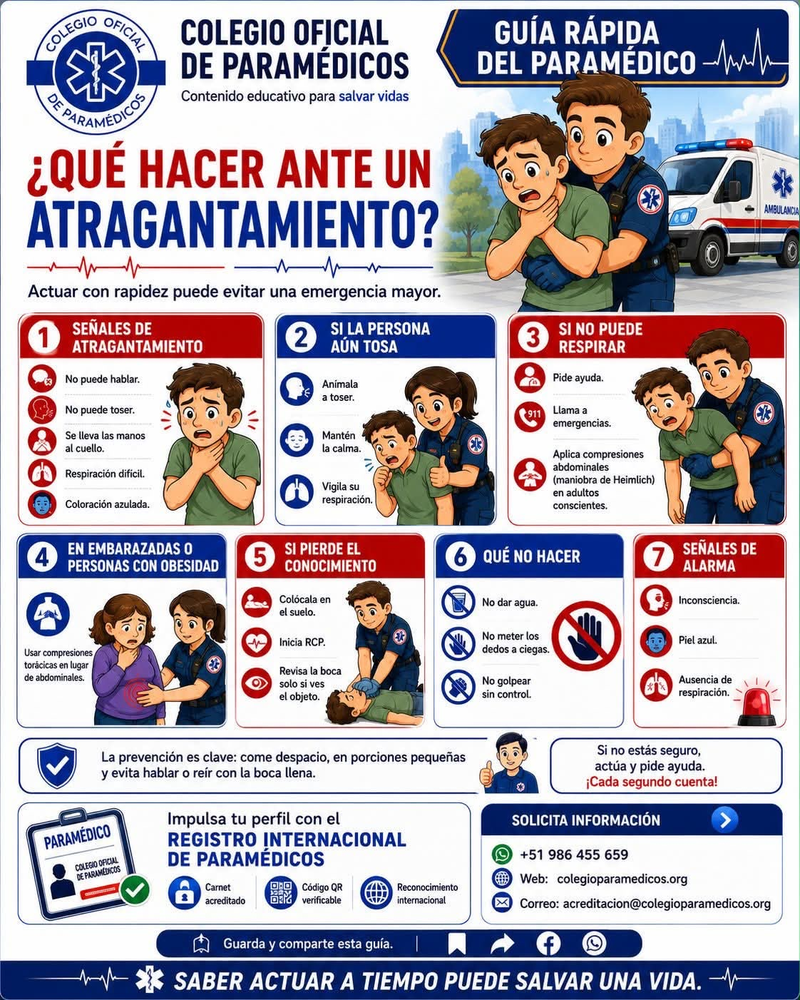 COLEGIO OFICIAL
DE PARAMÉDICOS
COLEGIO OFICIAL
DE PARAMÉDICOS
Contenido educativo para salvar vidas
GUÍA RÁPIDA
DEL PARAMÉDICO
AMBULANCIA
¿QUÉ HACER ANTE UN
ATRAGANTAMIENTO?
Actuar con rapidez puede evitar una emergencia mayor.
1
SEÑALES DE
ATRAGANTAMIENTO
No puede hablar.
No puede toser.
Se lleva las manos
al cuello.
Respiración difícil.
Coloración azulada.
2
SI LA PERSONA
AÚN TOSA
Anímala
a toser.
Mantén
la calma.
Vigila su
respiración.
3
SI NO PUEDE
RESPIRAR
Pide ayuda.
911
Llama a
emergencias.
Aplica compresiones
abdominales
(maniobra de Heimlich)
en adultos
conscientes.
4
EN EMBARAZADAS O
PERSONAS CON OBESIDAD
Usar compresiones
torácicas en lugar
de abdominales.
5
SI PIERDE EL
CONOCIMIENTO
Colócala en
el suelo.
Inicia RCP.
Revisa la boca
solo si ves
el objeto.
6
QUÉ NO HACER
No dar agua.
No meter los
dedos a ciegas.
No golpear
sin control.
7
SEÑALES DE
ALARMA
Inconsciencia.
Piel azul.
Ausencia de
respiración.
La prevención es clave: come despacio, en porciones pequeñas
y evita hablar o reír con la boca llena.
Si no estás seguro,
actúa y pide ayuda.
¡Cada segundo cuenta!
PARAMÉDICO
COLEGIO OFICIAL
DE PARAMÉDICOS
Impulsa tu perfil con el
REGISTRO INTERNACIONAL
DE PARAMÉDICOS
Carnet
acreditado
Código QR
verificable
Reconocimiento
internacional
SOLICITA INFORMACIÓN
+51 986 455 659
Web: colegioparamedicos.org
Correo: acreditacion@colegioparamedicos.org
Guarda y comparte esta guía.
SABER ACTUAR A TIEMPO PUEDE SALVAR UNA VIDA.